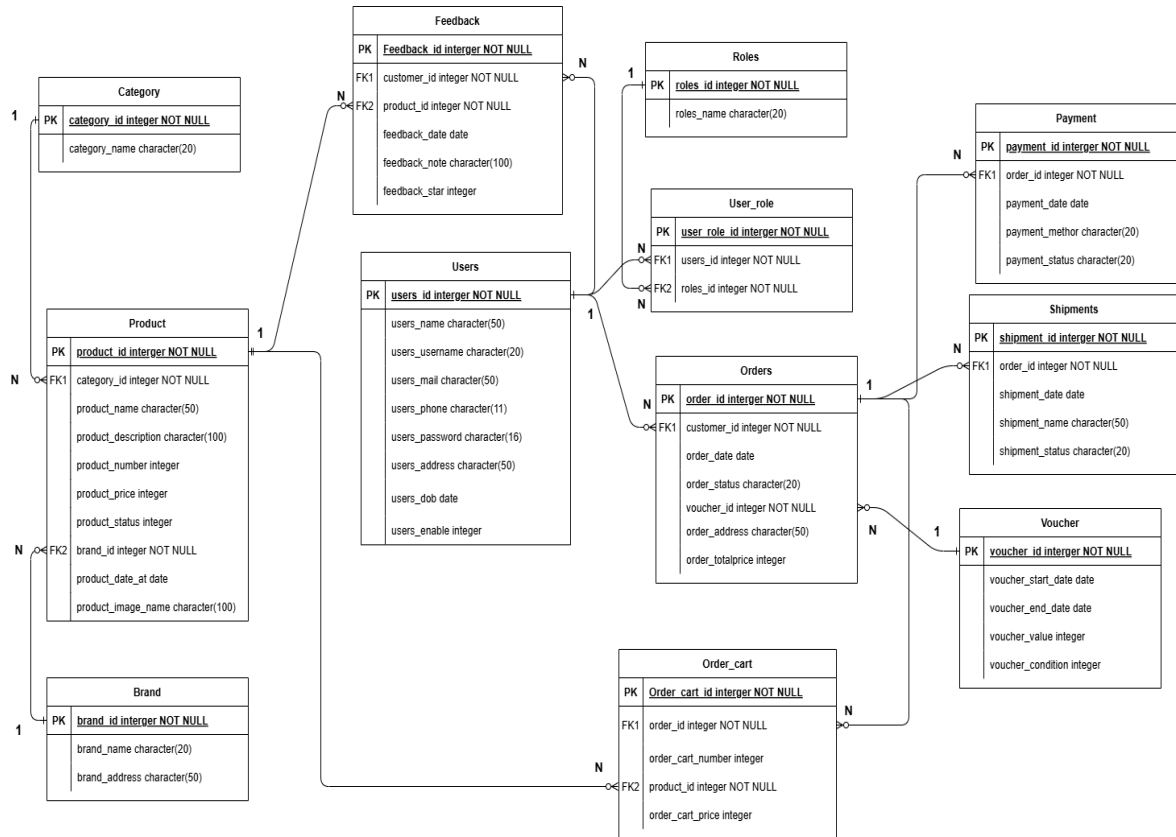 Category
PK category_id integer NOT NULL
category_name character(20)
1
N
Product
PK product_id interger NOT NULL
FK1 category_id integer NOT NULL
product_name character(50)
product_description character(100)
product_number integer
product_price integer
product_status integer
FK2 brand_id integer NOT NULL
product_date_at date
product_image_name character(100)
1
N
Brand
PK brand_id interger NOT NULL
brand_name character(20)
brand_address character(50)
1
Feedback
PK Feedback_id interger NOT NULL
FK1 customer_id integer NOT NULL
FK2 product_id integer NOT NULL
feedback_date date
feedback_note character(100)
feedback_star integer
N
N
Users
PK users_id interger NOT NULL
users_name character(50)
users_username character(20)
users_mail character(50)
users_phone character(11)
users_password character(16)
users_address character(50)
users_dob date
users_enable integer
1
Roles
PK roles_id integer NOT NULL
roles_name character(20)
1
User_role
PK user_role_id interger NOT NULL
FK1 users_id integer NOT NULL
FK2 roles_id integer NOT NULL
N
N
Orders
PK order_id interger NOT NULL
FK1 customer_id integer NOT NULL
order_date date
order_status character(20)
voucher_id integer NOT NULL
order_address character(50)
order_totalprice integer
N
1
N
Order_cart
PK Order_cart_id interger NOT NULL
FK1 order_id integer NOT NULL
order_cart_number integer
FK2 product_id integer NOT NULL
order_cart_price integer
N
N
Payment
PK payment_id interger NOT NULL
FK1 order_id integer NOT NULL
payment_date date
payment_methor character(20)
payment_status character(20)
N
Shipments
PK shipment_id interger NOT NULL
FK1 order_id integer NOT NULL
shipment_date date
shipment_name character(50)
shipment_status character(20)
N
Voucher
PK voucher_id interger NOT NULL
voucher_start_date date
voucher_end_date date
voucher_value integer
voucher_condition integer
1